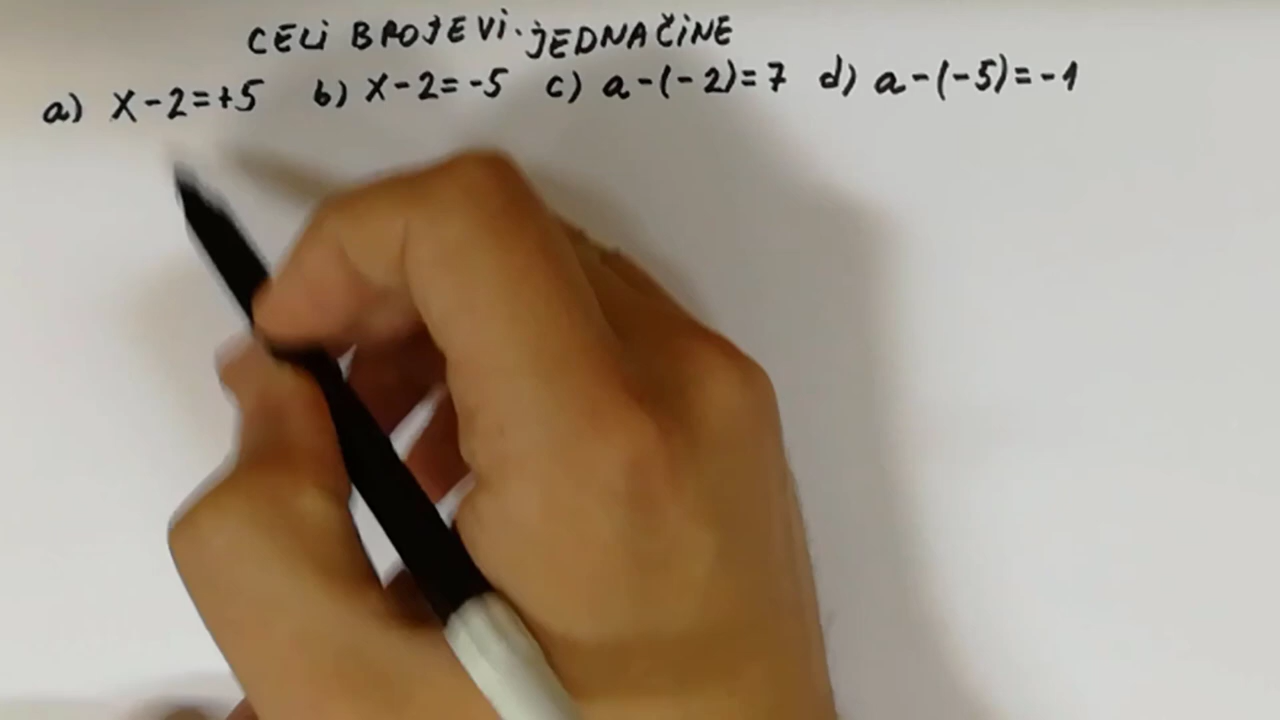 CELI BROJEVI. JEDNAČINE
a) x-2=+5 b) x-2=-5 c) a-(-2)=7 d) a-(-5)=-1